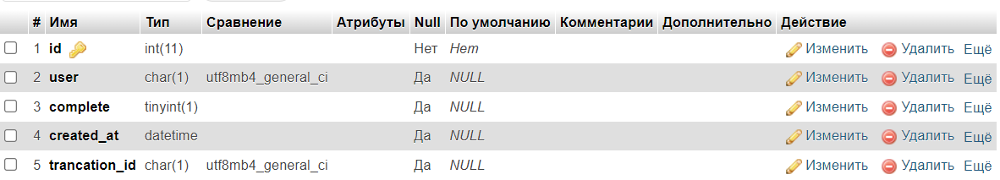 # Имя Тип Сравнение Атрибуты Null По умолчанию Комментарии Дополнительно Действие
1 id int(11) Нет Нет Изменить Удалить Ещё
2 user char(1) utf8mb4_general_ci Да NULL Изменить Удалить Ещё
3 complete tinyint(1) Да NULL Изменить Удалить Ещё
4 created_at datetime Да NULL Изменить Удалить Ещё
5 trancation_id char(1) utf8mb4_general_ci Да NULL Изменить Удалить Ещё